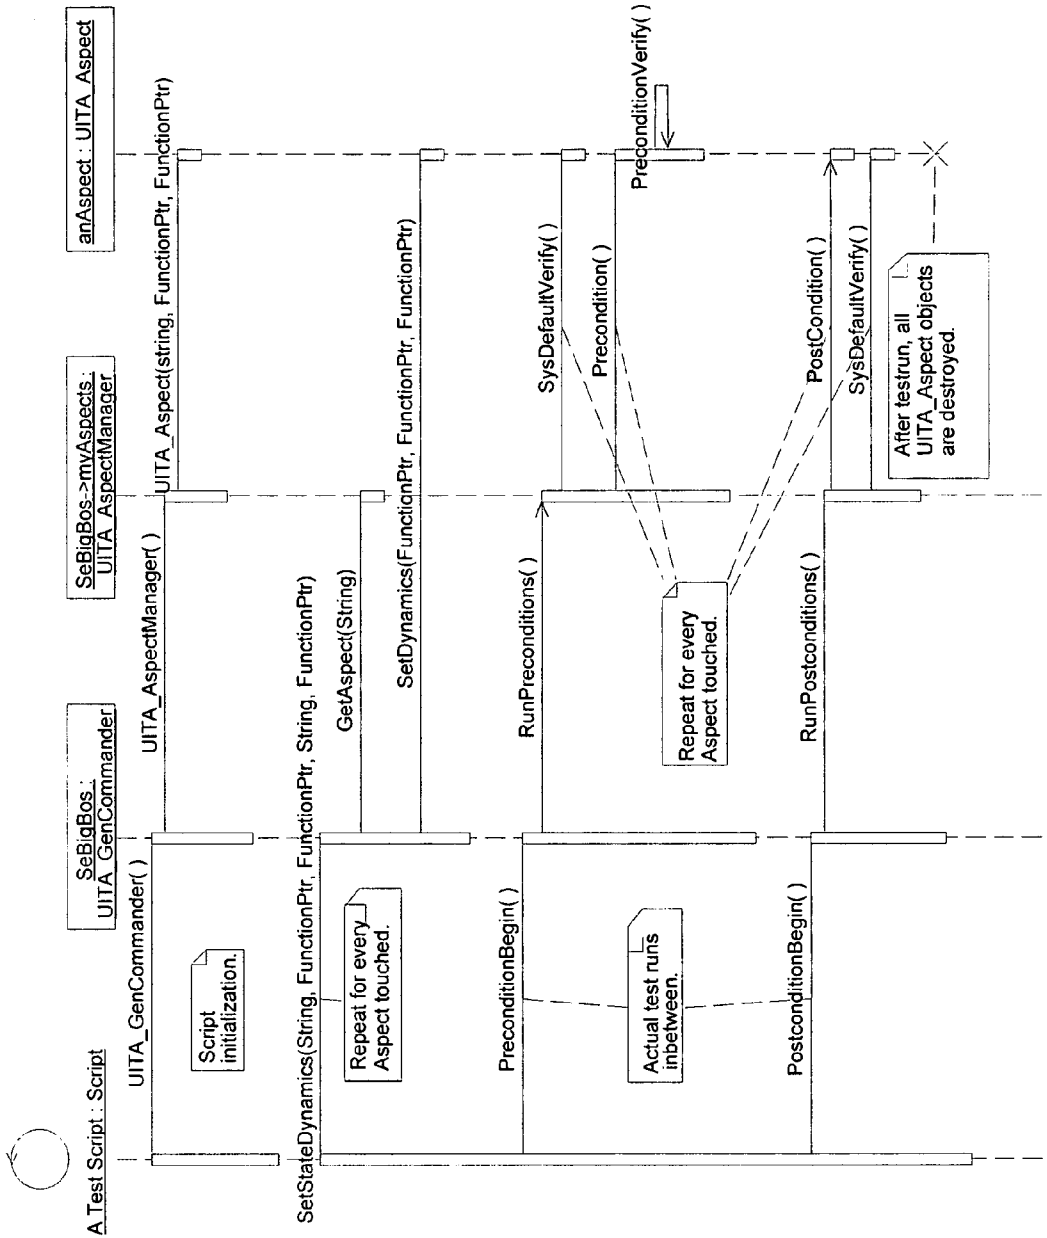 A Test Script : Script
SeBigBos :
UITA_GenCommander
SeBigBos->myAspects :
UITA_AspectManager
anAspect : UITA_Aspect
UITA_GenCommander( )
UITA_AspectManager( )
UITA_Aspect(string, FunctionPtr, FunctionPtr)
Script
initialization.
SetStateDynamics(String, FunctionPtr, FunctionPtr, String, FunctionPtr)
Repeat for every
Aspect touched.
GetAspect(String)
SetDynamics(FunctionPtr, FunctionPtr, FunctionPtr)
PreconditionBegin( )
RunPreconditions( )
SysDefaultVerify( )
Precondition( )
PreconditionVerify( )
Actual test runs
inbetween.
Repeat for every
Aspect touched.
PostconditionBegin( )
RunPostconditions( )
PostCondition( )
SysDefaultVerify( )
After testrun, all
UITA_Aspect objects
are destroyed.